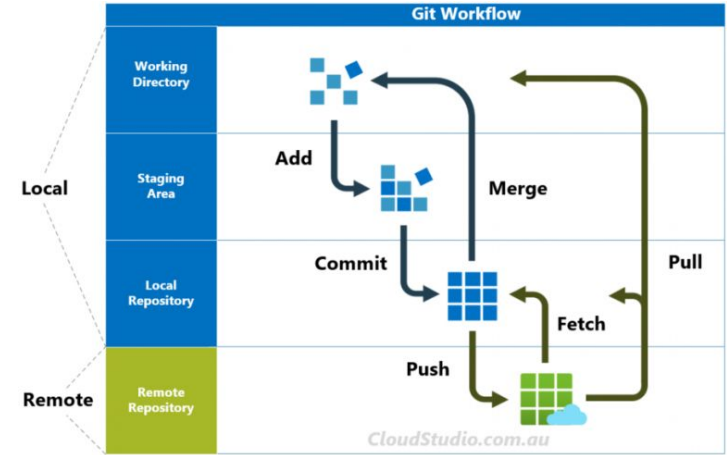 Git Workflow
Working
Directory
Add
Staging
Area
Local
Merge
Commit
Pull
Local
Repository
Fetch
Push
Remote
Remote
Repository
CloudStudio.com.au